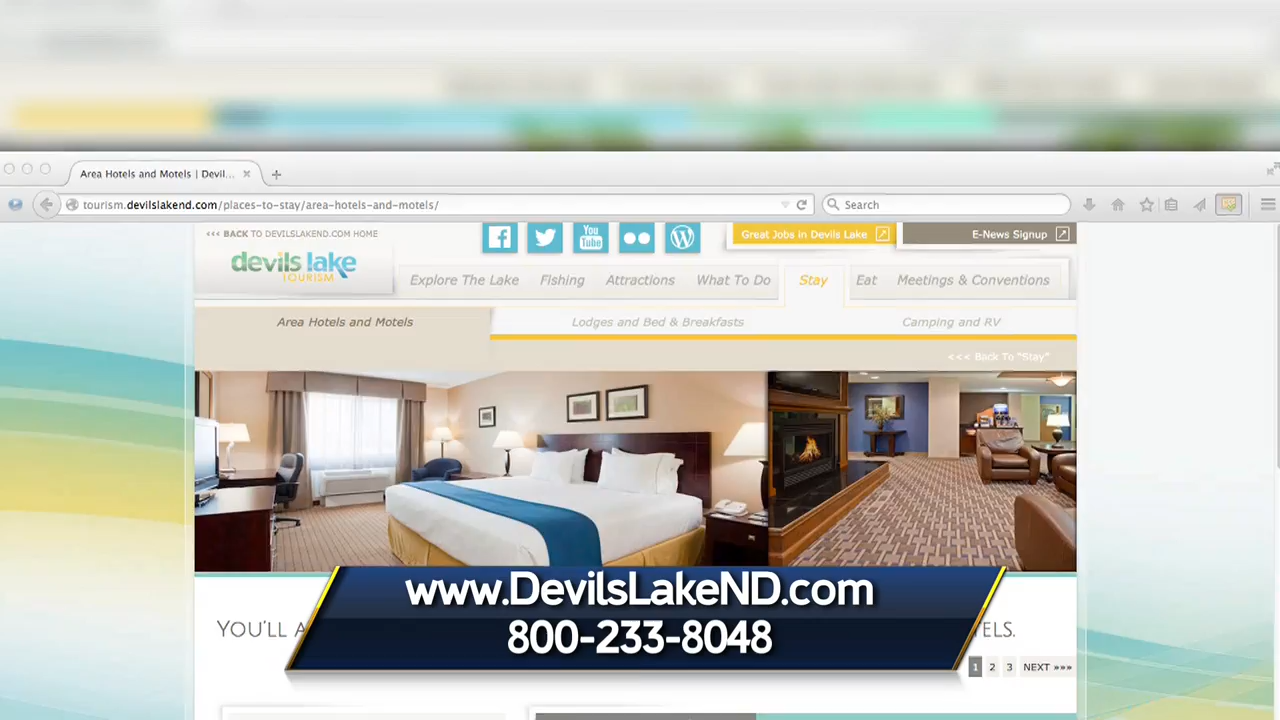 Area Hotels and Motels | Devil...
tourism.devilslakend.com/places-to-stay/area-hotels-and-motels/
Search
<<< BACK TO DEVILSLAKEND.COM HOME
You Tube
Great Jobs in Devils Lake
E-News Signup
devils lake
TOURISM
Explore The Lake
Fishing
Attractions
What To Do
Stay
Eat
Meetings & Conventions
Area Hotels and Motels
Lodges and Bed & Breakfasts
Camping and RV
<<< Back To "Stay"
www.DevilsLakeND.com
800-233-8048
YOU'LL
1 2 3 NEXT »»»